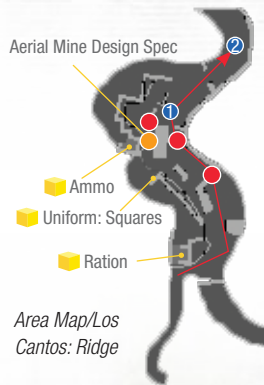 Aerial Mine Design Spec
2
1
Ammo
Uniform: Squares
Ration
Area Map/Los
Cantos: Ridge